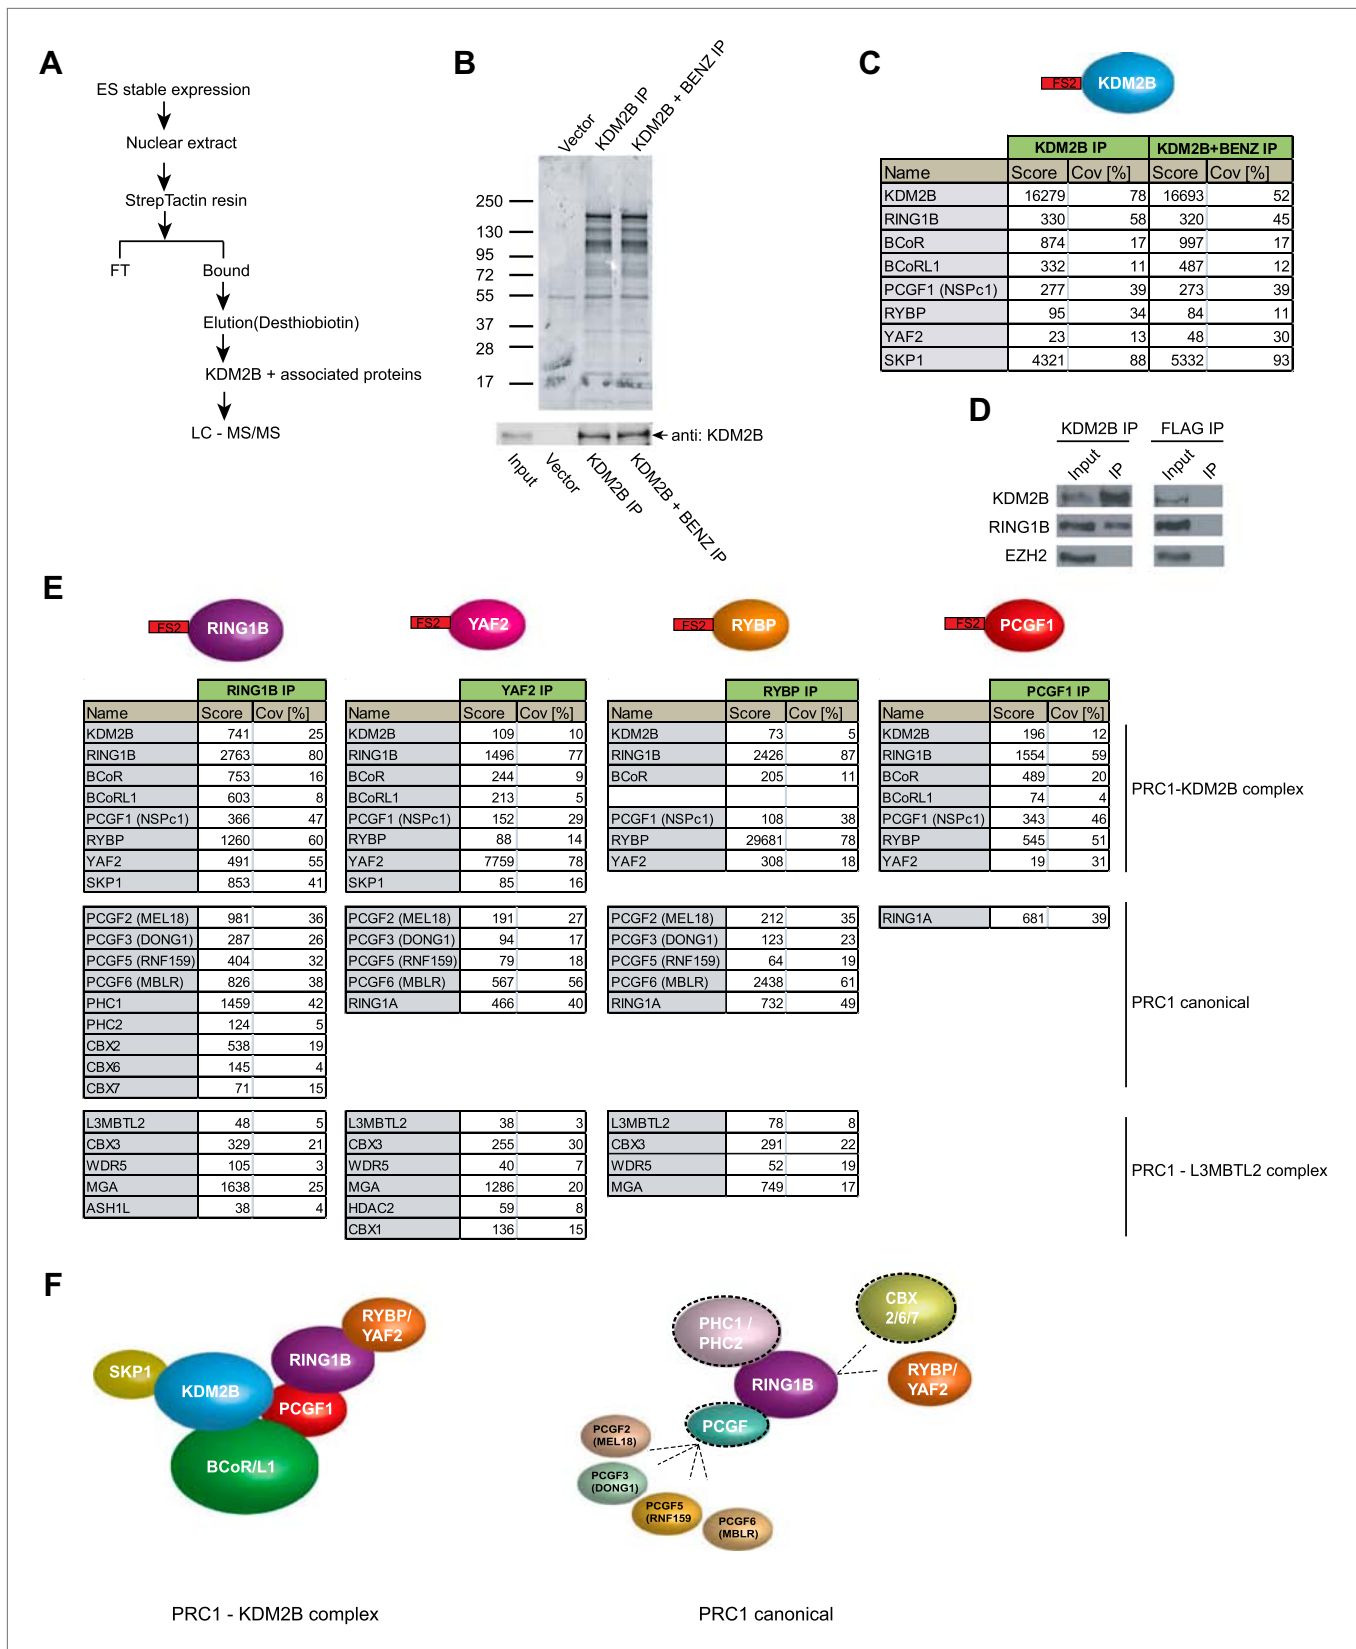 A
ES stable expression
Nuclear extract
StrepTactin resin
FT Bound
Elution(Desthiobiotin)
KDM2B + associated proteins
LC - MS/MS
B
Vector KDM2B IP KDM2B + BENZ IP
250
130
95
72
55
37
28
17
anti: KDM2B
Input Vector KDM2B IP KDM2B + BENZ IP
C
FS2 KDM2B
KDM2B IP KDM2B+BENZ IP
Name Score Cov [%] Score Cov [%]
KDM2B 16279 78 16693 52
RING1B 330 58 320 45
BCoR 874 17 997 17
BCoRL1 332 11 487 12
PCGF1 (NSPc1) 277 39 273 39
RYBP 95 34 84 11
YAF2 23 13 48 30
SKP1 4321 88 5332 93
D
KDM2B IP FLAG IP
Input IP Input IP
KDM2B
RING1B
EZH2
E
FS2 RING1B
RING1B IP
Name Score Cov [%]
KDM2B 741 25
RING1B 2763 80
BCoR 753 16
BCoRL1 603 8
PCGF1 (NSPc1) 366 47
RYBP 1260 60
YAF2 491 55
SKP1 853 41
PCGF2 (MEL18) 981 36
PCGF3 (DONG1) 287 26
PCGF5 (RNF159) 404 32
PCGF6 (MBLR) 826 38
PHC1 1459 42
PHC2 124 5
CBX2 538 19
CBX6 145 4
CBX7 71 15
L3MBTL2 48 5
CBX3 329 21
WDR5 105 3
MGA 1638 25
ASH1L 38 4
FS2 YAF2
YAF2 IP
Name Score Cov [%]
KDM2B 109 10
RING1B 1496 77
BCoR 244 9
BCoRL1 213 5
PCGF1 (NSPc1) 152 29
RYBP 88 14
YAF2 7759 78
SKP1 85 16
PCGF2 (MEL18) 191 27
PCGF3 (DONG1) 94 17
PCGF5 (RNF159) 79 18
PCGF6 (MBLR) 567 56
RING1A 466 40
L3MBTL2 38 3
CBX3 255 30
WDR5 40 7
MGA 1286 20
HDAC2 59 8
CBX1 136 15
FS2 RYBP
RYBP IP
Name Score Cov [%]
KDM2B 73 5
RING1B 2426 87
BCoR 205 11
PCGF1 (NSPc1) 108 38
RYBP 29681 78
YAF2 308 18
PCGF2 (MEL18) 212 35
PCGF3 (DONG1) 123 23
PCGF5 (RNF159) 64 19
PCGF6 (MBLR) 2438 61
RING1A 732 49
L3MBTL2 78 8
CBX3 291 22
WDR5 52 19
MGA 749 17
FS2 PCGF1
PCGF1 IP
Name Score Cov [%]
KDM2B 196 12
RING1B 1554 59
BCoR 489 20
BCoRL1 74 4
PCGF1 (NSPc1) 343 46
RYBP 545 51
YAF2 19 31
RING1A 681 39
PRC1-KDM2B complex
PRC1 canonical
PRC1 - L3MBTL2 complex
F
RYBP/
YAF2
RING1B
SKP1
KDM2B
PCGF1
BCoR/L1
PRC1 - KDM2B complex
CBX
2/6/7
PHC1 /
PHC2
RING1B
RYBP/
YAF2
PCGF
PCGF2
(MEL18)
PCGF3
(DONG1)
PCGF5
(RNF159
PCGF6
(MBLR)
PRC1 canonical